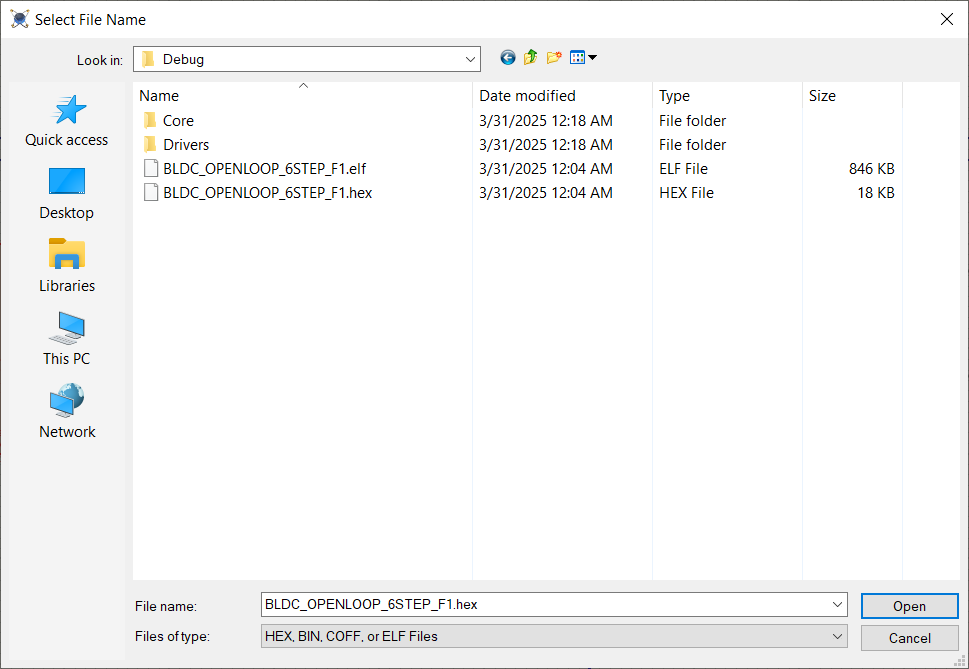 Select File Name
Look in: Debug
Name Date modified Type Size
Core 3/31/2025 12:18 AM File folder
Drivers 3/31/2025 12:18 AM File folder
BLDC_OPENLOOP_6STEP_F1.elf 3/31/2025 12:04 AM ELF File 846 KB
BLDC_OPENLOOP_6STEP_F1.hex 3/31/2025 12:04 AM HEX File 18 KB
Quick access
Desktop
Libraries
This PC
Network
File name: BLDC_OPENLOOP_6STEP_F1.hex Open
Files of type: HEX, BIN, COFF, or ELF Files Cancel